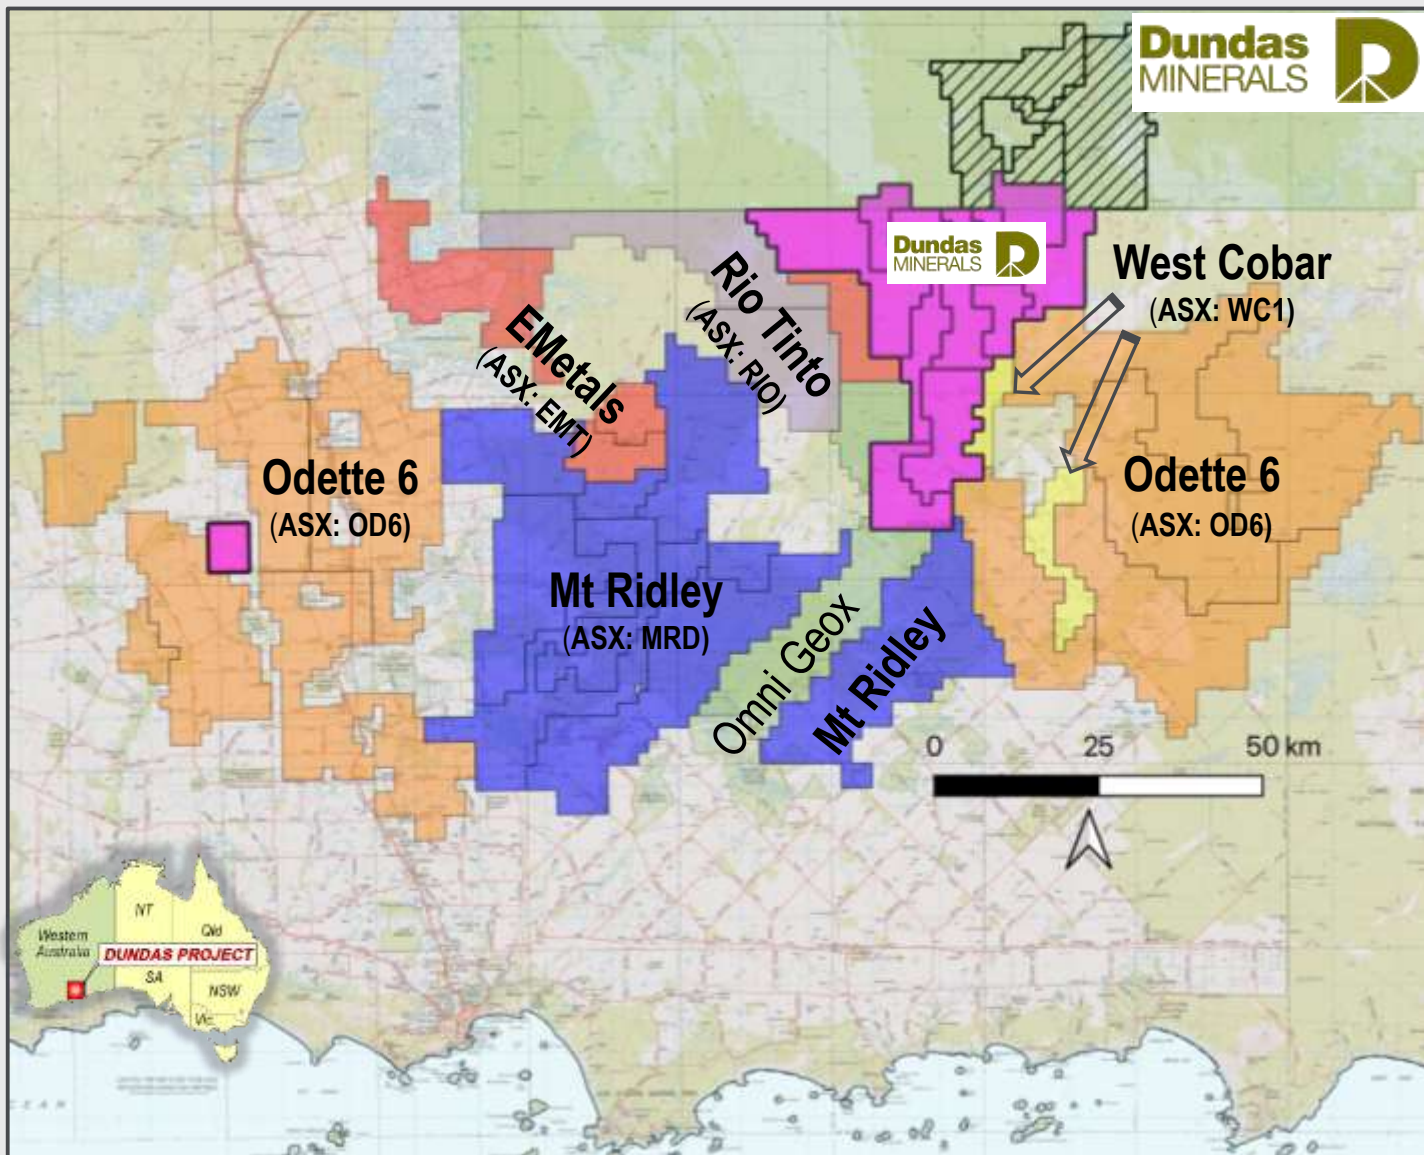 Dundas
MINERALS
Dundas
MINERALS
West Cobar
(ASX: WC1)
Rio Tinto
(ASX: RIO)
EMetals
(ASX: EMT)
Odette 6
(ASX: OD6)
Odette 6
(ASX: OD6)
Mt Ridley
(ASX: MRD)
Omni Geox
Mt Ridley
0 25 50 km
NT
Qld
Western
Australia
DUNDAS PROJECT
SA
NSW
Vic